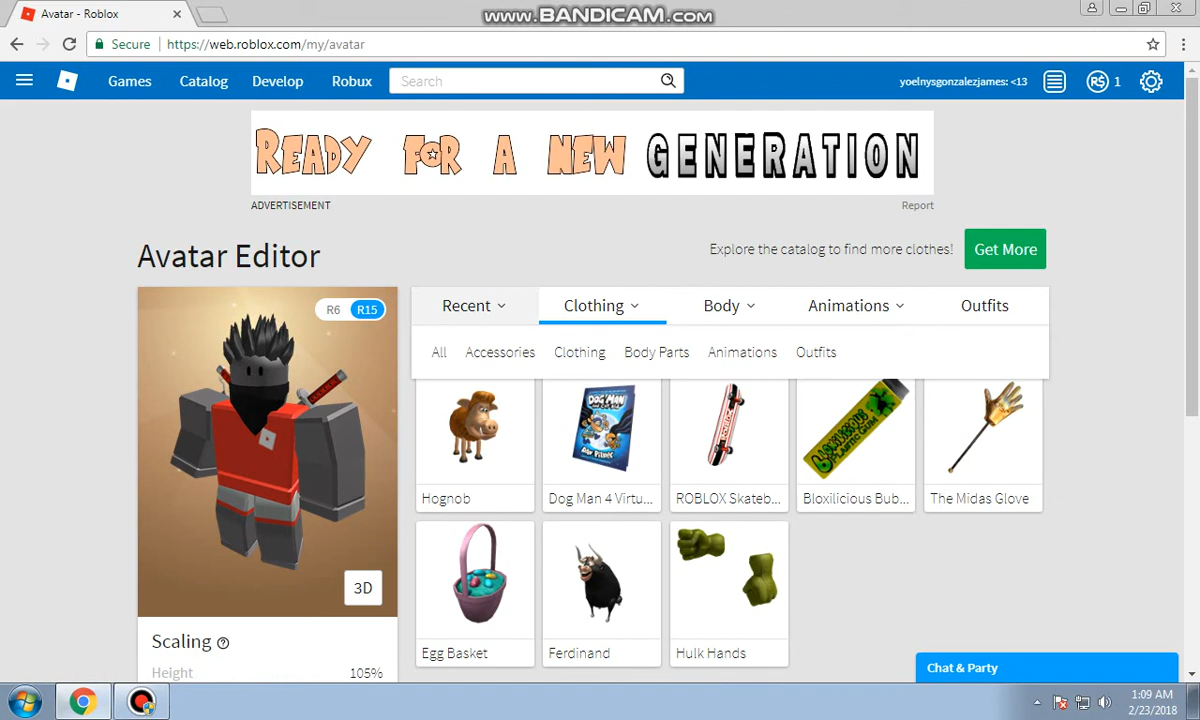 Avatar - Roblox
www.BANDICAM.com
Secure https://web.roblox.com/my/avatar
Games Catalog Develop Robux Search yoelnysgonzalezjames: <13 R$ 1
READY FOR A NEW GENERATION
ADVERTISEMENT Report
Avatar Editor
Explore the catalog to find more clothes! Get More
R6 R15
Recent Clothing Body Animations Outfits
All Accessories Clothing Body Parts Animations Outfits
DOG MAN
ROBLOX
BLOXILICIOUS
Hognob Dog Man 4 Virtu... ROBLOX Skateb... Bloxilicious Bub... The Midas Glove
3D
Egg Basket Ferdinand Hulk Hands
Scaling
Height 105%
Chat & Party
1:09 AM
2/23/2018